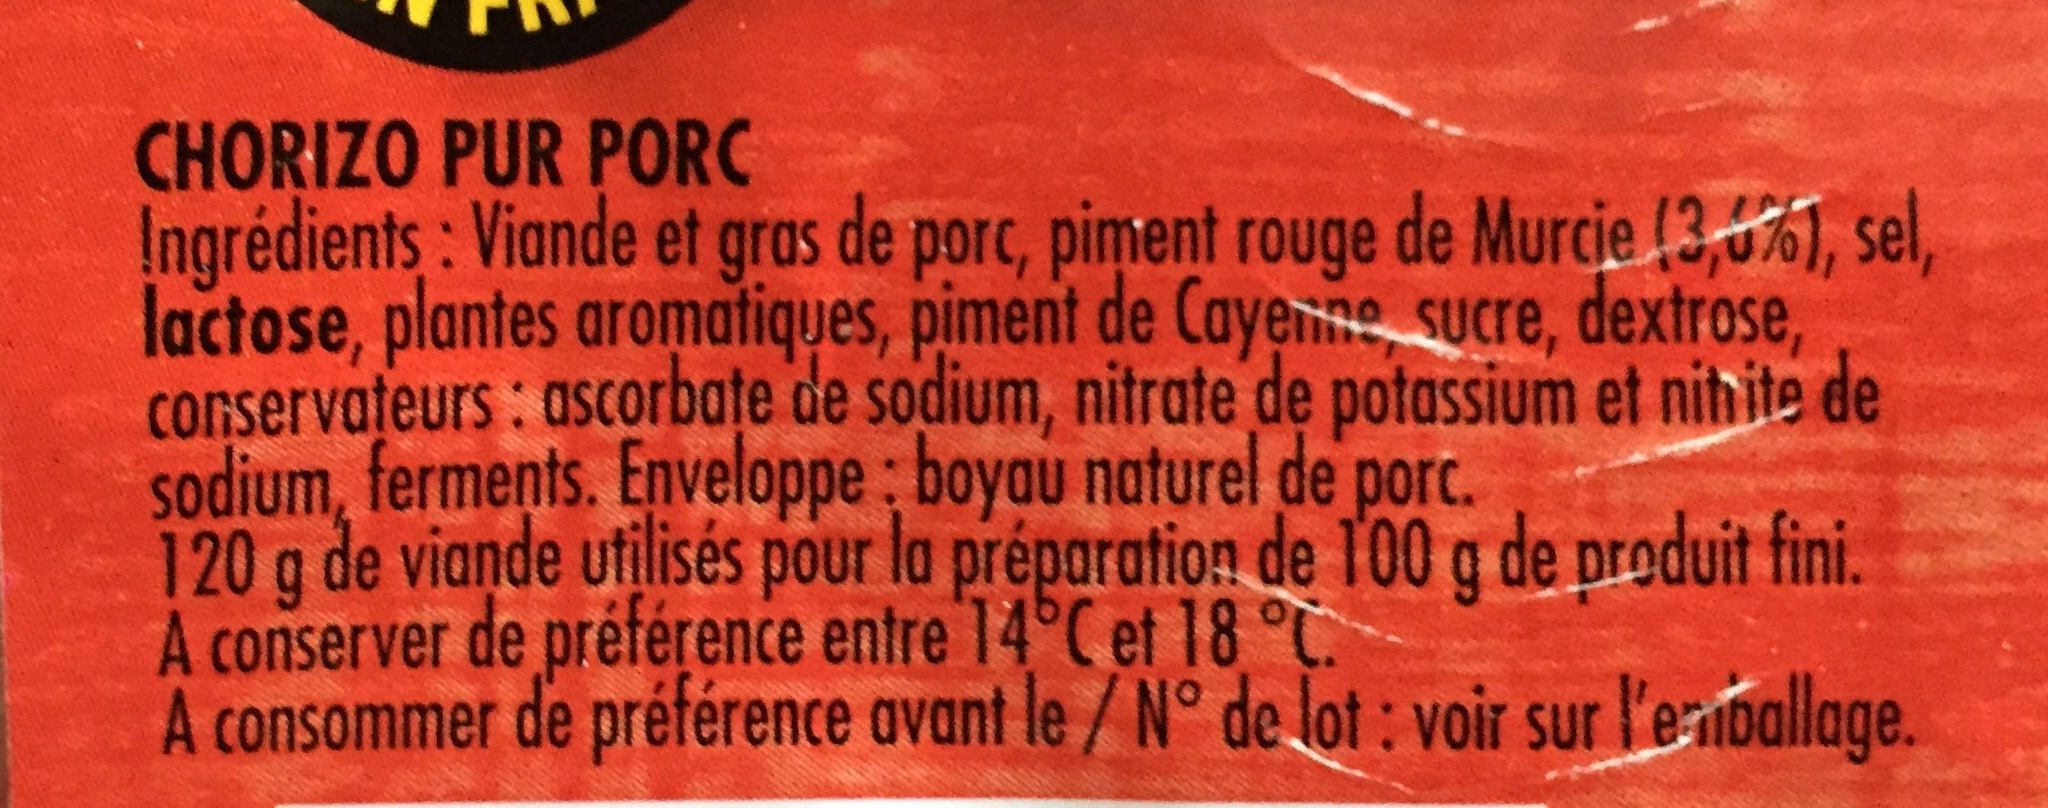 CHORIZO PUR PORC
Ingrédients : Viande et gras de porc, piment rouge de Murcie (3,6%), sel,
lactose, plantes aromatiques, piment de Cayenne, sucre, dextrose,
conservateurs : ascorbate de sodium, nitrate de potassium et nitrite de
sodium, ferments. Enveloppe : boyau naturel de porc.
120 g de viande utilisés pour la préparation de 100 g de produit fini.
A conserver de préférence entre 14°C et 18 °C.
A consommer de préférence avant le / N° de lot : voir sur l'emballage.